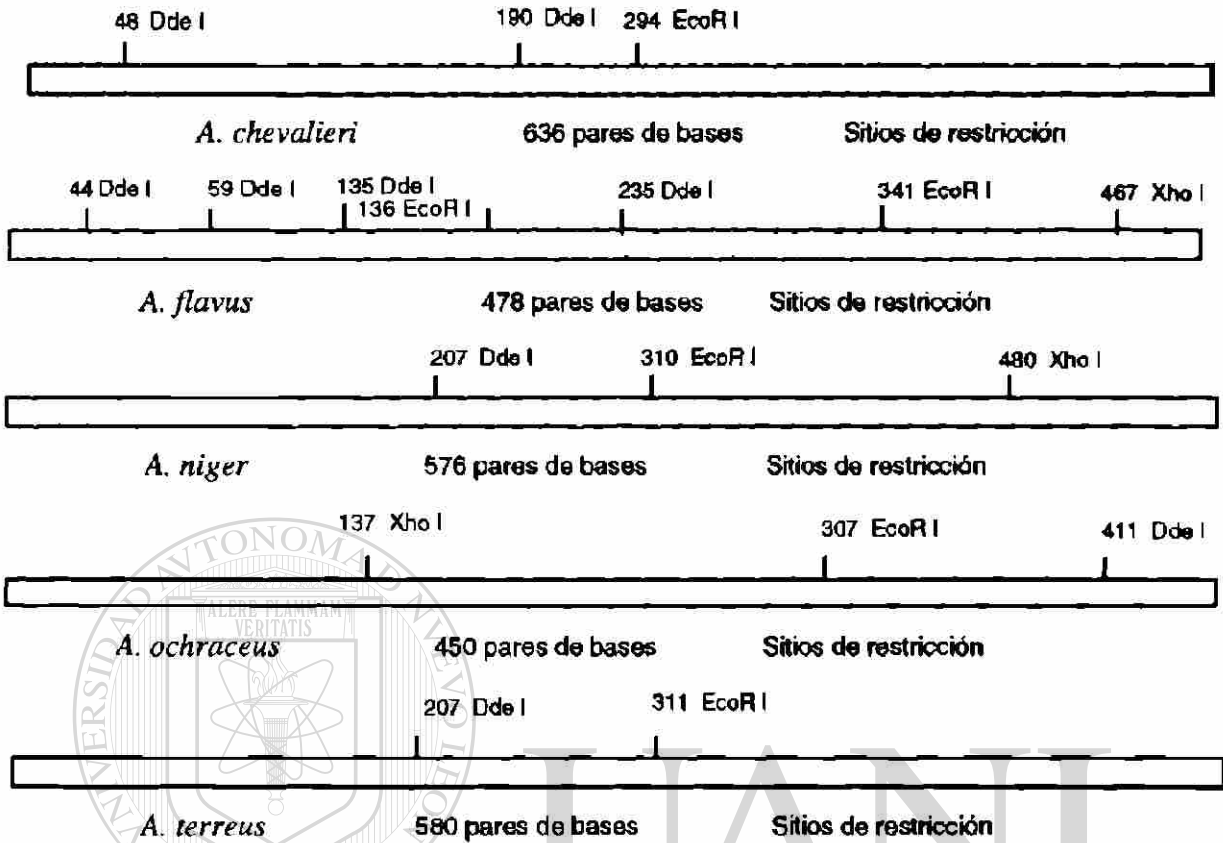 48 Dde I 190 Dde I 294 EcoR I
A. chevalieri 636 pares de bases Sitios de restricción
44 Dde I 59 Dde I 135 Dde I 235 Dde I 341 EcoR I 467 Xho I
136 EcoR I
A. flavus 478 pares de bases Sitios de restricción
207 Dde I 310 EcoR I 480 Xho I
A. niger 576 pares de bases Sitios de restricción
137 Xho I 307 EcoR I 411 Dde I
A. ochraceus 450 pares de bases Sitios de restricción
207 Dde I 311 EcoR I
A. terreus 580 pares de bases Sitios de restricción
ALERE FLAMMAM
VERITATIS
UANL